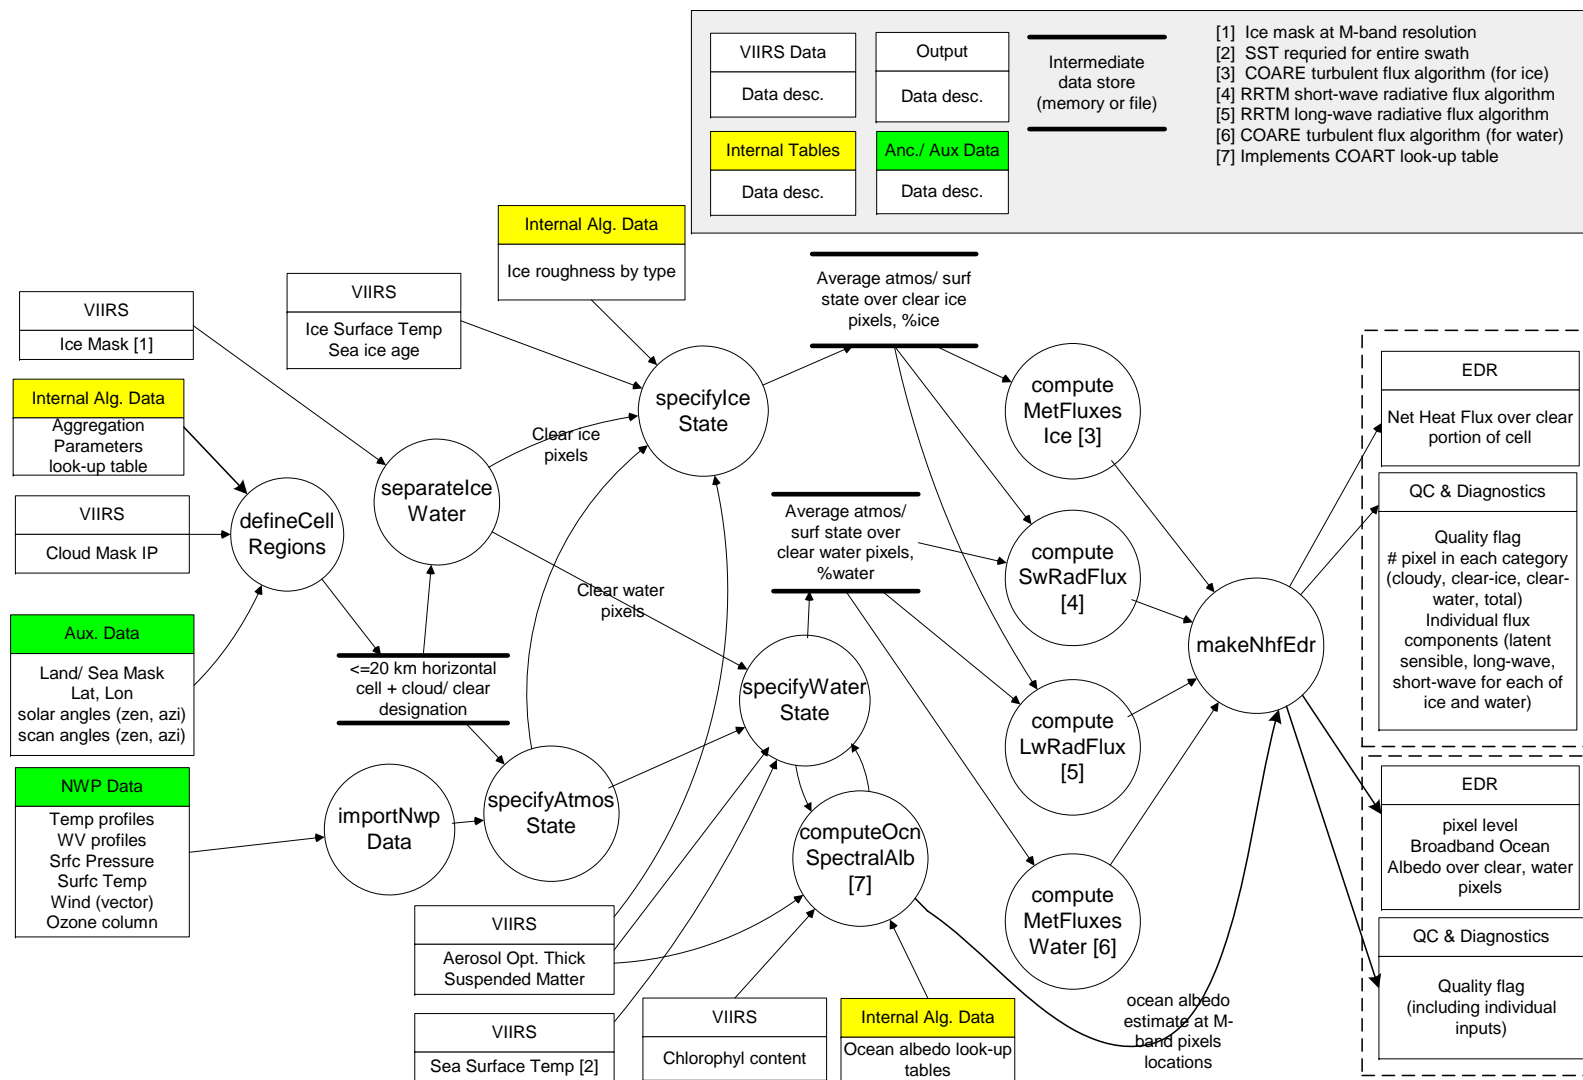 VIIRS Data
Data desc.
Output
Data desc.
Internal Tables
Data desc.
Anc./ Aux Data
Data desc.
Intermediate
data store
(memory or file)
[1] Ice mask at M-band resolution
[2] SST requried for entire swath
[3] COARE turbulent flux algorithm (for ice)
[4] RRTM short-wave radiative flux algorithm
[5] RRTM long-wave radiative flux algorithm
[6] COARE turbulent flux algorithm (for water)
[7] Implements COART look-up table
Internal Alg. Data
Ice roughness by type
VIIRS
Ice Surface Temp
Sea ice age
VIIRS
Ice Mask [1]
Internal Alg. Data
Aggregation
Parameters
look-up table
VIIRS
Cloud Mask IP
Aux. Data
Land/ Sea Mask
Lat, Lon
solar angles (zen, azi)
scan angles (zen, azi)
NWP Data
Temp profiles
WV profiles
Srfc Pressure
Surfc Temp
Wind (vector)
Ozone column
defineCell
Regions
separateIce
Water
Clear ice
pixels
Clear water
pixels
<=20 km horizontal
cell + cloud/ clear
designation
importNwp
Data
specifyAtmos
State
specifyIce
State
Average atmos/ surf
state over clear ice
pixels, %ice
Average atmos/
surf state over
clear water pixels,
%water
specifyWater
State
computeOcn
SpectralAlb
[7]
VIIRS
Aerosol Opt. Thick
Suspended Matter
VIIRS
Sea Surface Temp [2]
VIIRS
Chlorophyl content
Internal Alg. Data
Ocean albedo look-up
tables
compute
MetFluxes
Ice [3]
compute
SwRadFlux
[4]
compute
LwRadFlux
[5]
compute
MetFluxes
Water [6]
ocean albedo
estimate at M-
band pixels
locations
makeNhfEdr
EDR
Net Heat Flux over clear
portion of cell
QC & Diagnostics
Quality flag
# pixel in each category
(cloudy, clear-ice, clear-
water, total)
Individual flux
components (latent
sensible, long-wave,
short-wave for each of
ice and water)
EDR
pixel level
Broadband Ocean
Albedo over clear, water
pixels
QC & Diagnostics
Quality flag
(including individual
inputs)